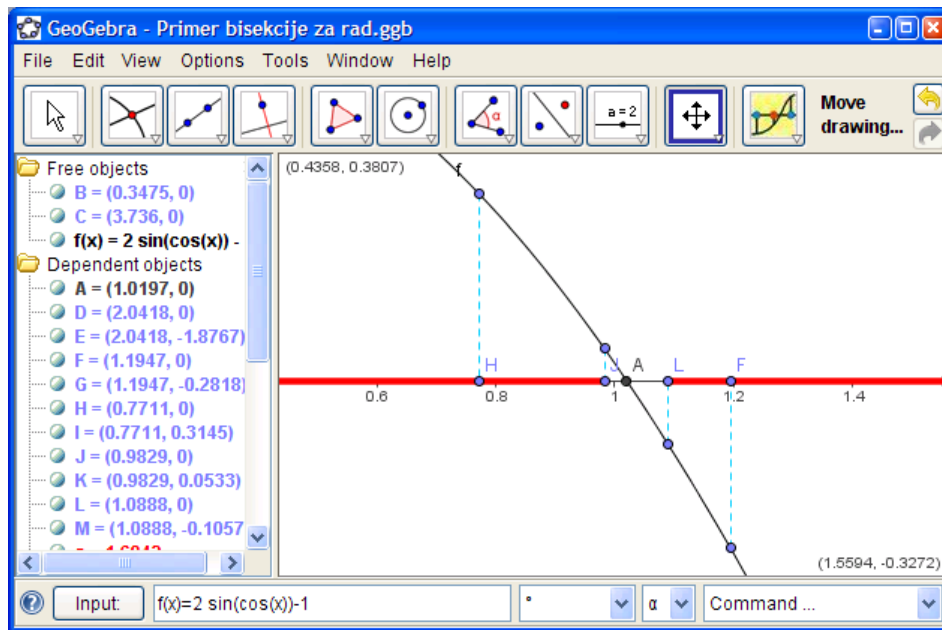 GeoGebra - Primer bisekcije za rad.ggb
File Edit View Options Tools Window Help
α
a=2
Move
drawing...
Free objects
B = (0.3475, 0)
C = (3.736, 0)
f(x) = 2 sin(cos(x)) -
Dependent objects
A = (1.0197, 0)
D = (2.0418, 0)
E = (2.0418, -1.8767)
F = (1.1947, 0)
G = (1.1947, -0.2818)
H = (0.7711, 0)
I = (0.7711, 0.3145)
J = (0.9829, 0)
K = (0.9829, 0.0533)
L = (1.0888, 0)
M = (1.0888, -0.1057
(0.4358, 0.3807)
f
H J A L F
0.6 0.8 1 1.2 1.4
(1.5594, -0.3272)
Input: f(x)=2 sin(cos(x))-1 ° α Command ...